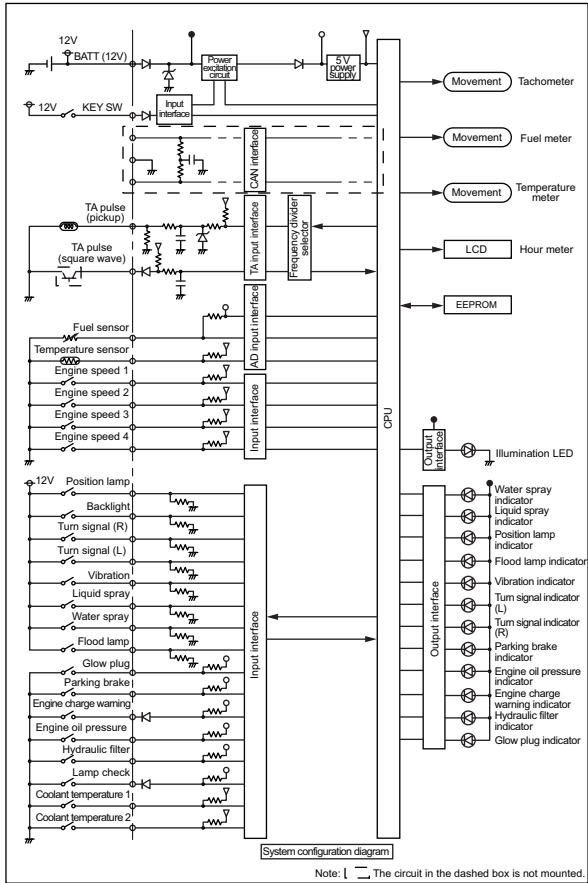 12V
BATT (12V)
Power
excitation
circuit
5 V
power
supply
12V
KEY SW
Input
interface
CAN interface
TA pulse
(pickup)
TA pulse
(square wave)
TA input interface
Frequency divider
selector
Fuel sensor
Temperature sensor
AD input interface
Engine speed 1
Engine speed 2
Engine speed 3
Engine speed 4
Input interface
12V
Position lamp
Backlight
Turn signal (R)
Turn signal (L)
Vibration
Liquid spray
Water spray
Flood lamp
Glow plug
Parking brake
Engine charge warning
Engine oil pressure
Hydraulic filter
Lamp check
Coolant temperature 1
Coolant temperature 2
Input interface
CPU
Movement
Tachometer
Movement
Fuel meter
Movement
Temperature
meter
LCD
Hour meter
EEPROM
Output
interface
Illumination LED
Output interface
Water spray
indicator
Liquid spray
indicator
Position lamp
indicator
Flood lamp indicator
Vibration indicator
Turn signal indicator
(L)
Turn signal indicator
(R)
Parking brake
indicator
Engine oil pressure
indicator
Engine charge
warning indicator
Hydraulic filter
indicator
Glow plug indicator
System configuration diagram
Note: The circuit in the dashed box is not mounted.